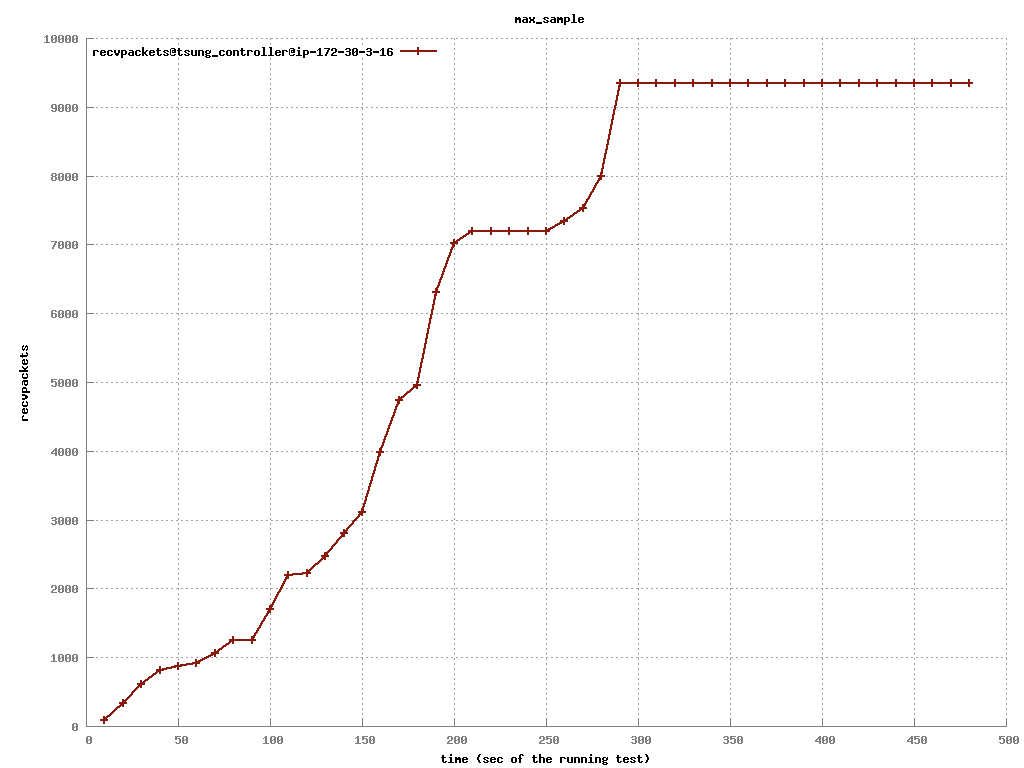 max_sample
recvpackets@tsung_controller@ip-172-30-3-16
10000
9000
8000
7000
6000
5000
4000
3000
2000
1000
0
recvpackets
0 50 100 150 200 250 300 350 400 450 500
time (sec of the running test)